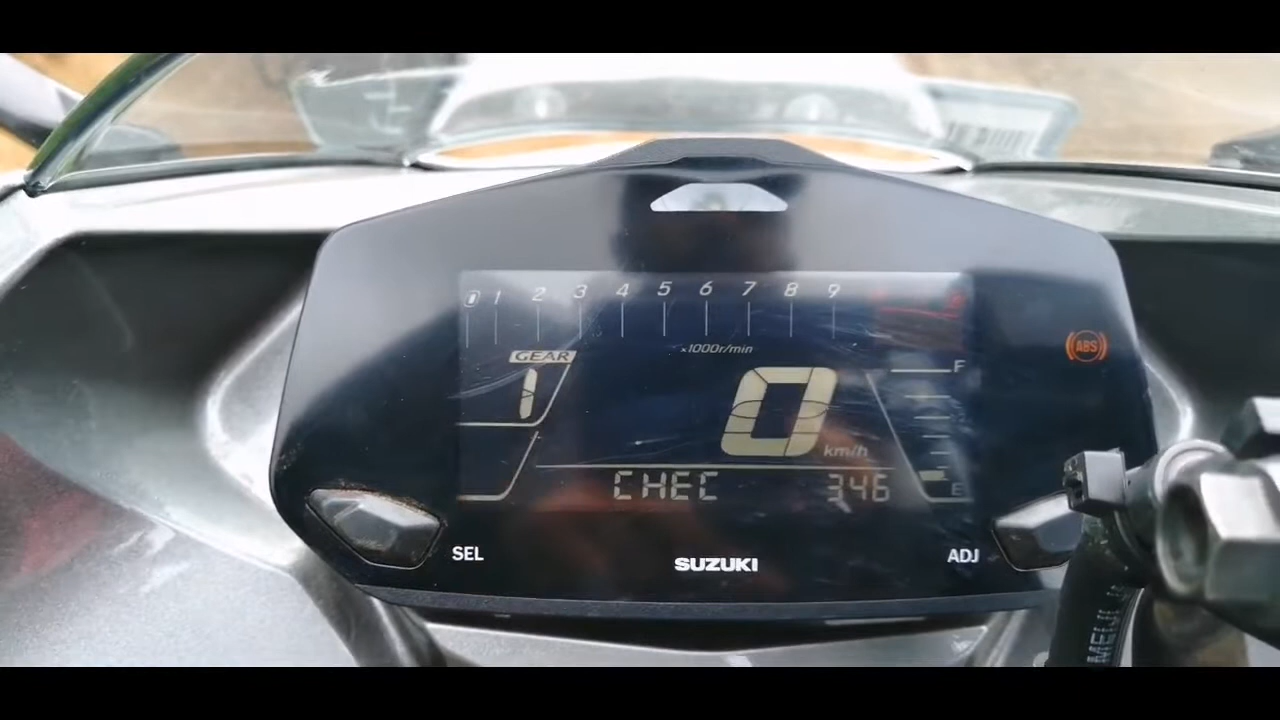 0 1 2 3 4 5 6 7 8 9
x1000r/min
GEAR
1
0
km/h
F
E
ABS
CHEC 346
SEL
SUZUKI
ADJ